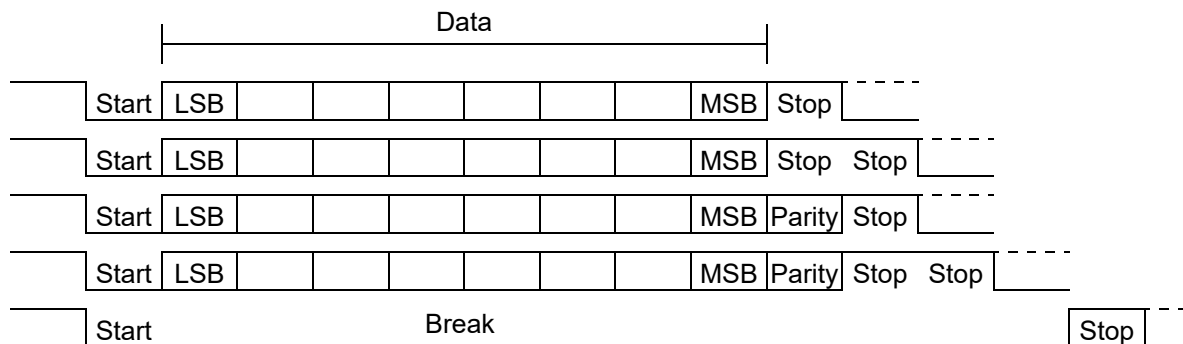 Data
Start LSB MSB Stop
Start LSB MSB Stop Stop
Start LSB MSB Parity Stop
Start LSB MSB Parity Stop Stop
Start Break Stop